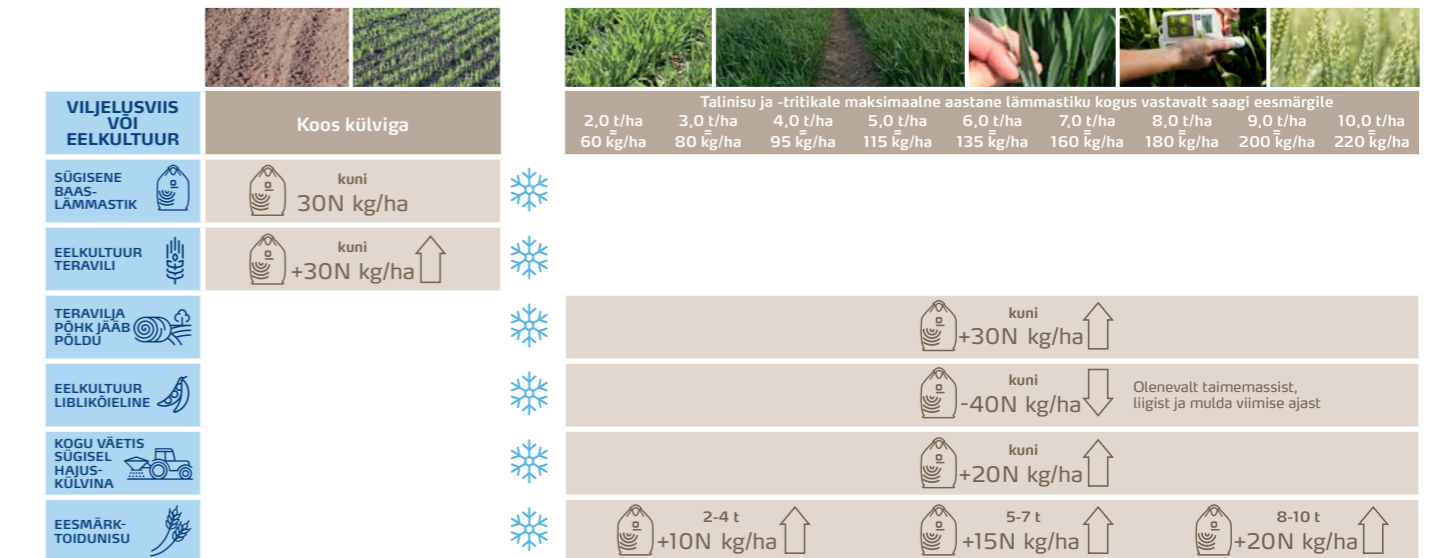 VILJELUSVIIS
VÕI
EELKULTUUR
Koos külviga
Talinisu ja -tritikale maksimaalne aastane lämmastiku kogus vastavalt saagi eesmärgile
2,0 t/ha 3,0 t/ha 4,0 t/ha 5,0 t/ha 6,0 t/ha 7,0 t/ha 8,0 t/ha 9,0 t/ha 10,0 t/ha
= = = = = = = = =
60 kg/ha 80 kg/ha 95 kg/ha 115 kg/ha 135 kg/ha 160 kg/ha 180 kg/ha 200 kg/ha 220 kg/ha
SÜGISENE
BAAS-
LÄMMASTIK
kuni
30N kg/ha
EELKULTUUR
TERAVILI
kuni
+30N kg/ha
TERAVILJA
PÕHK JÄÄB
PÕLDU
kuni
+30N kg/ha
EELKULTUUR
LIBLIKÕIELINE
kuni
-40N kg/ha
Olenevalt taimemassist,
liigist ja mulda viimise ajast
KOGU VÄETIS
SÜGISEL
HAJUS-
KÜLVINA
kuni
+20N kg/ha
EESMÄRK-
TOIDUNISU
2-4 t
+10N kg/ha
5-7 t
+15N kg/ha
8-10 t
+20N kg/ha